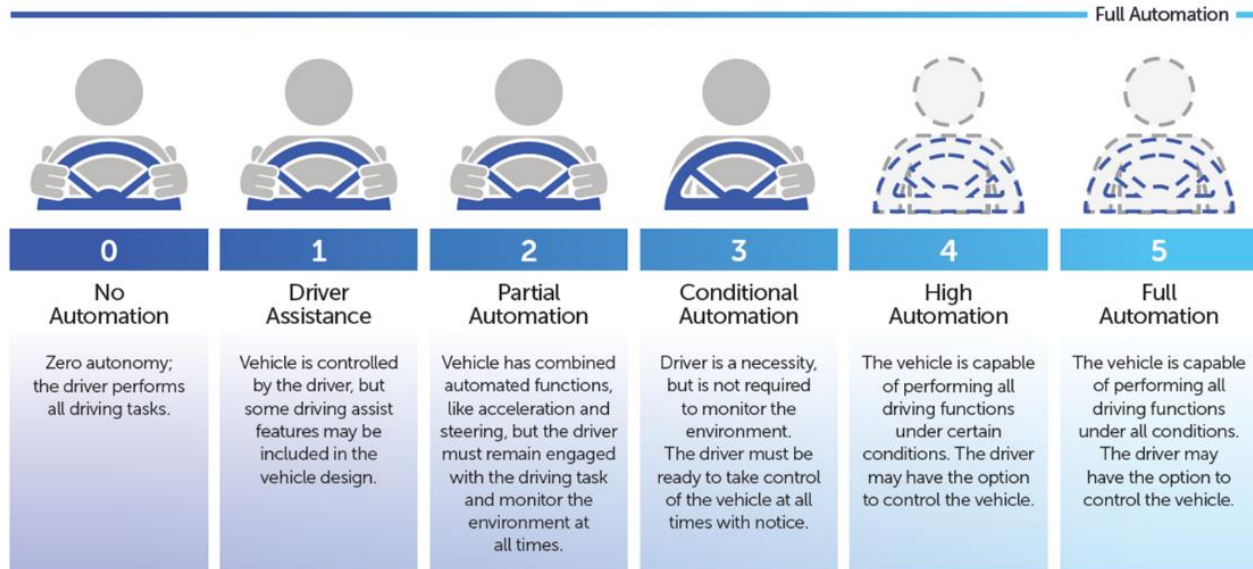 Full Automation
0
No
Automation
Zero autonomy;
the driver performs
all driving tasks.
1
Driver
Assistance
Vehicle is controlled
by the driver, but
some driving assist
features may be
included in the
vehicle design.
2
Partial
Automation
Vehicle has combined
automated functions,
like acceleration and
steering, but the driver
must remain engaged
with the driving task
and monitor the
environment at
all times.
3
Conditional
Automation
Driver is a necessity,
but is not required
to monitor the
environment.
The driver must be
ready to take control
of the vehicle at all
times with notice.
4
High
Automation
The vehicle is capable
of performing all
driving functions
under certain
conditions. The driver
may have the option
to control the vehicle.
5
Full
Automation
The vehicle is capable
of performing all
driving functions
under all conditions.
The driver may
have the option to
control the vehicle.